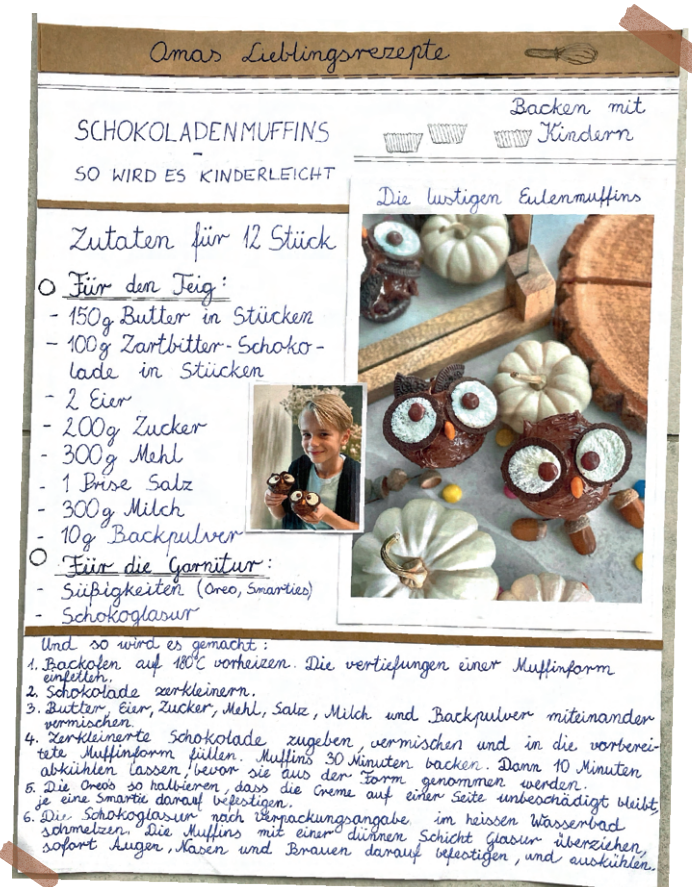 Omas Lieblingsrezepte
Backen mit
Kindern
SCHOKOLADENMUFFINS
-
SO WIRD ES KINDERLEICHT
Die lustigen Eulenmuffins
Zutaten für 12 Stück
Für den Teig:
- 150g Butter in Stücken
- 100g Zartbitter-Schoko-
lade in Stücken
- 2 Eier
- 200g Zucker
- 300g Mehl
- 1 Prise Salz
- 300g Milch
- 10g Backpulver
Für die Garnitur:
- Süßigkeiten (Oreo, Smarties)
- Schokoglasur
Und so wird es gemacht:
1. Backofen auf 180°C vorheizen. Die vertiefungen einer Muffinform
einfetten.
2. Schokolade zerkleinern.
3. Butter, Eier, Zucker, Mehl, Salz, Milch und Backpulver miteinander
vermischen.
4. Zerkleinerte Schokolade zugeben, vermischen und in die vorberei-
tete Muffinform füllen. Muffins 30 Minuten backen. Dann 10 Minuten
abkühlen lassen, bevor sie aus der Form genommen werden.
5. Die Oreos so halbieren, dass die Creme auf einer Seite unbeschädigt bleibt,
je eine Smartie darauf befestigen.
6. Die Schokoglasur nach Verpackungsangabe im heissen Wasserbad
schmelzen. Die Muffins mit einer dünnen Schicht Glasur überziehen,
sofort Augen, Nasen und Brauen darauf befestigen, und auskühlen.